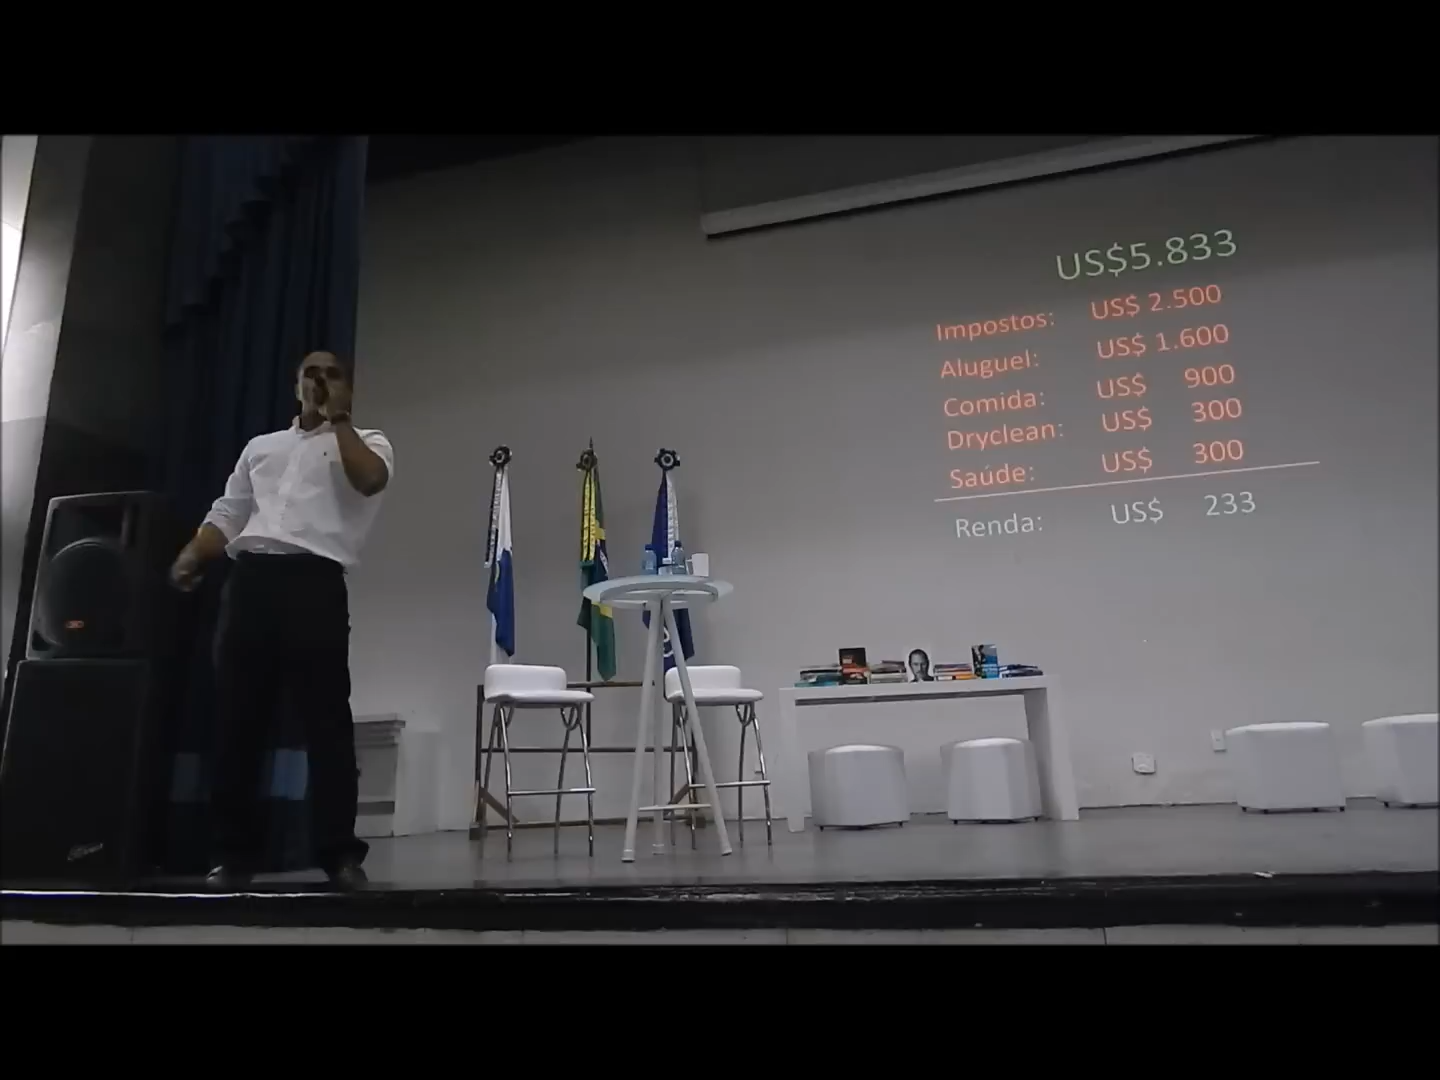 US$5.833
Impostos: US$ 2.500
Aluguel: US$ 1.600
Comida: US$ 900
Dryclean: US$ 300
Saúde: US$ 300
Renda: US$ 233